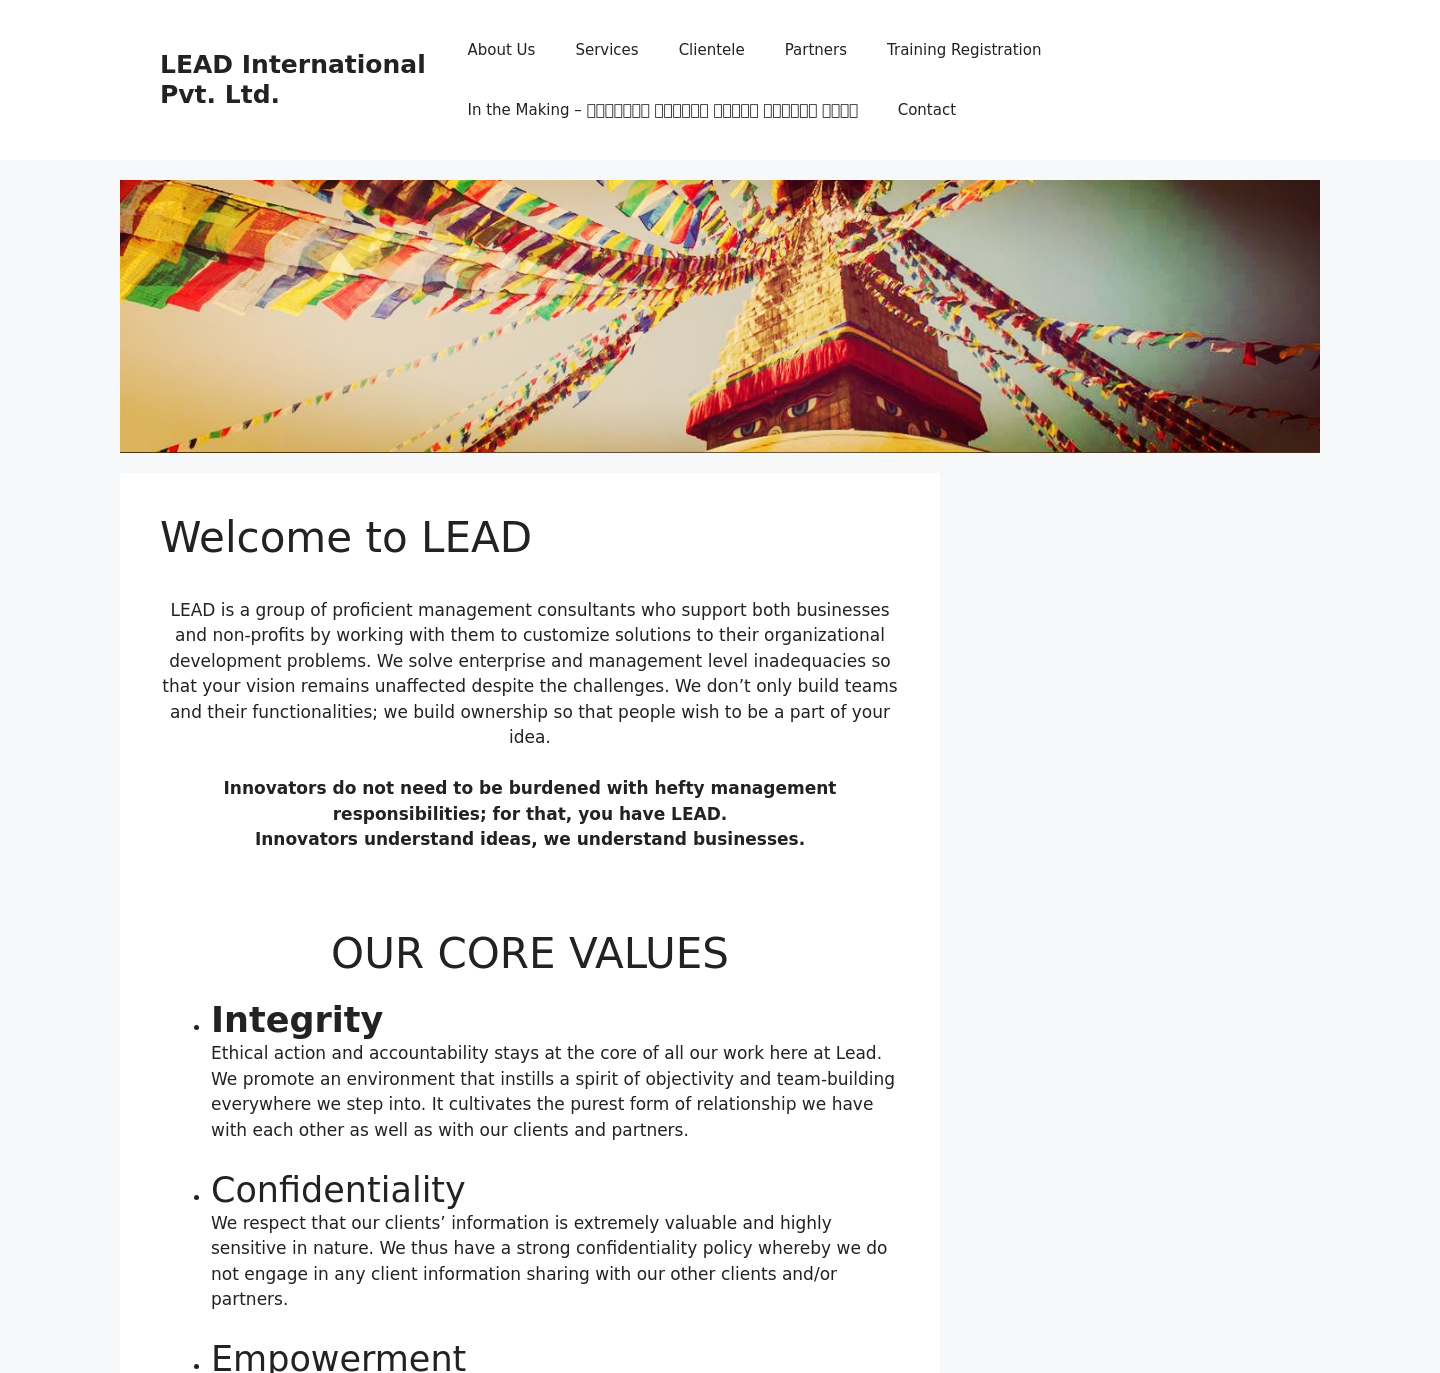 LEAD International
Pvt. Ltd.
About Us
Services
Clientele
Partners
Training Registration
In the Making –
Contact
Welcome to LEAD
LEAD is a group of proficient management consultants who support both businesses
and non-profits by working with them to customize solutions to their organizational
development problems. We solve enterprise and management level inadequacies so
that your vision remains unaffected despite the challenges. We don’t only build teams
and their functionalities; we build ownership so that people wish to be a part of your
idea.
Innovators do not need to be burdened with hefty management
responsibilities; for that, you have LEAD.
Innovators understand ideas, we understand businesses.
OUR CORE VALUES
• Integrity
Ethical action and accountability stays at the core of all our work here at Lead.
We promote an environment that instills a spirit of objectivity and team-building
everywhere we step into. It cultivates the purest form of relationship we have
with each other as well as with our clients and partners.
• Confidentiality
We respect that our clients’ information is extremely valuable and highly
sensitive in nature. We thus have a strong confidentiality policy whereby we do
not engage in any client information sharing with our other clients and/or
partners.
• Empowerment